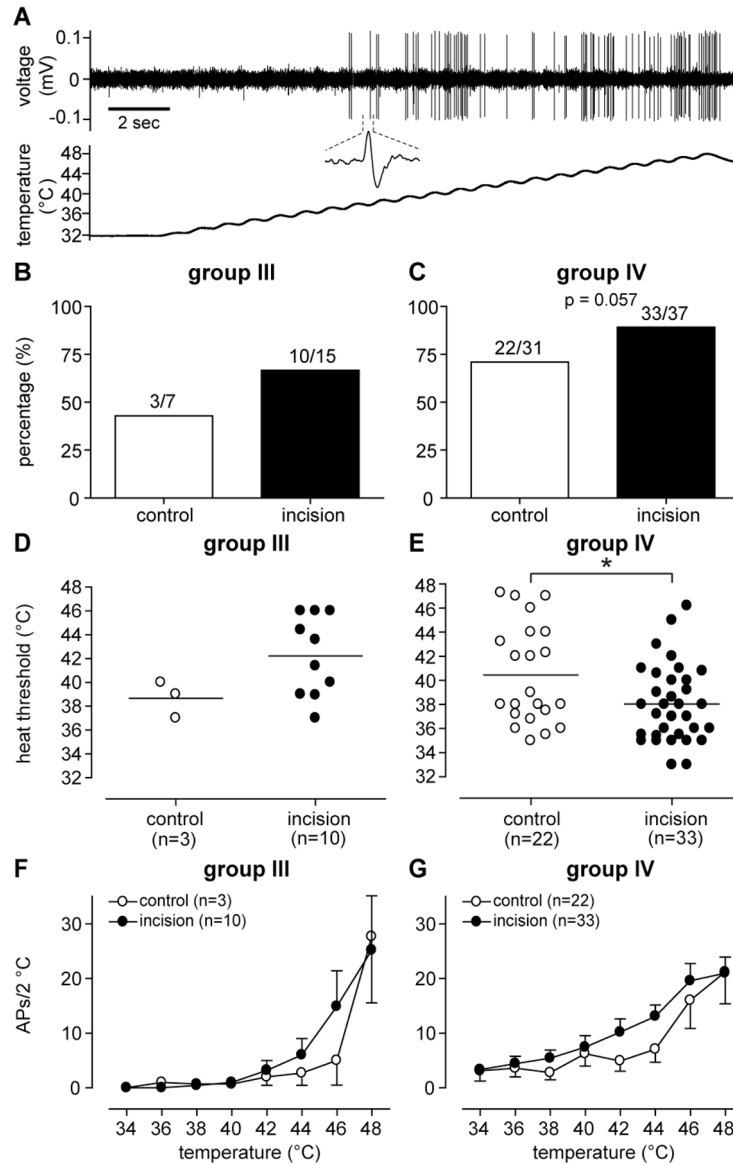 A
voltage
(mV)
0.1
0
-0.1
2 sec
temperature
(°C)
48
44
40
36
32
B
group III
C
group IV
percentage (%)
100
75
50
25
0
3/7
10/15
control
incision
100
75
50
25
0
p = 0.057
22/31
33/37
control
incision
D
group III
E
group IV
heat threshold (°C)
48
46
44
42
40
38
36
34
32
control
(n=3)
incision
(n=10)
48
46
44
42
40
38
36
34
32
*
control
(n=22)
incision
(n=33)
F
group III
G
group IV
APs/2 °C
30
20
10
0
control (n=3)
incision (n=10)
34 36 38 40 42 44 46 48
temperature (°C)
30
20
10
0
control (n=22)
incision (n=33)
34 36 38 40 42 44 46 48
temperature (°C)